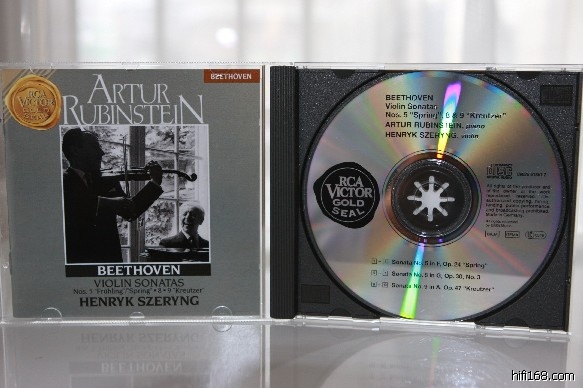 RCA
VICTOR
GOLD
SEAL
BEETHOVEN
ARTUR
RUBINSTEIN
BEETHOVEN
VIOLIN SONATAS
Nos. 5 "Frühling" "Spring" · 8 · 9 "Kreutzer"
HENRYK SZERYNG
BEETHOVEN
Violin Sonatas
Nos. 5 "Spring", 8 & 9 "Kreutzer"
ARTUR RUBINSTEIN, piano
HENRYK SZERYNG, violin
RCA
VICTOR
GOLD
SEAL
Sonata No. 5 in F, Op. 24 "Spring"
Sonata No. 8 in G, Op. 30, No. 3
Sonata No. 9 in A, Op. 47 "Kreutzer"
hifi168.com